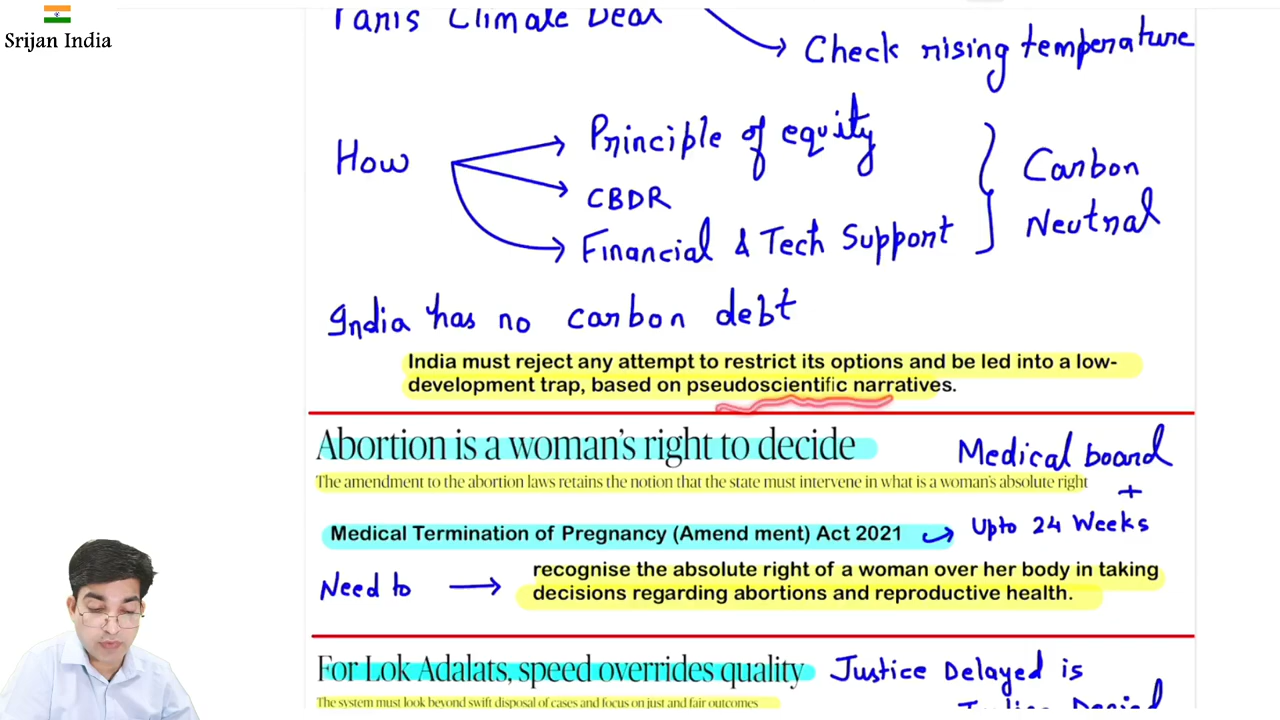 Srijan India
Paris Climate Deal
Check rising temperature
How
Principle of equity
CBDR
Financial & Tech Support
Carbon
Neutral
India has no carbon debt
India must reject any attempt to restrict its options and be led into a low-
development trap, based on pseudoscientific narratives.
Abortion is a woman's right to decide
The amendment to the abortion laws retains the notion that the state must intervene in what is a woman's absolute right
Medical board
+
Upto 24 Weeks
Medical Termination of Pregnancy (Amend ment) Act 2021
Need to
recognise the absolute right of a woman over her body in taking
decisions regarding abortions and reproductive health.
For Lok Adalats, speed overrides quality
Justice Delayed is
Justice Denied
The system must look beyond swift disposal of cases and focus on just and fair outcomes